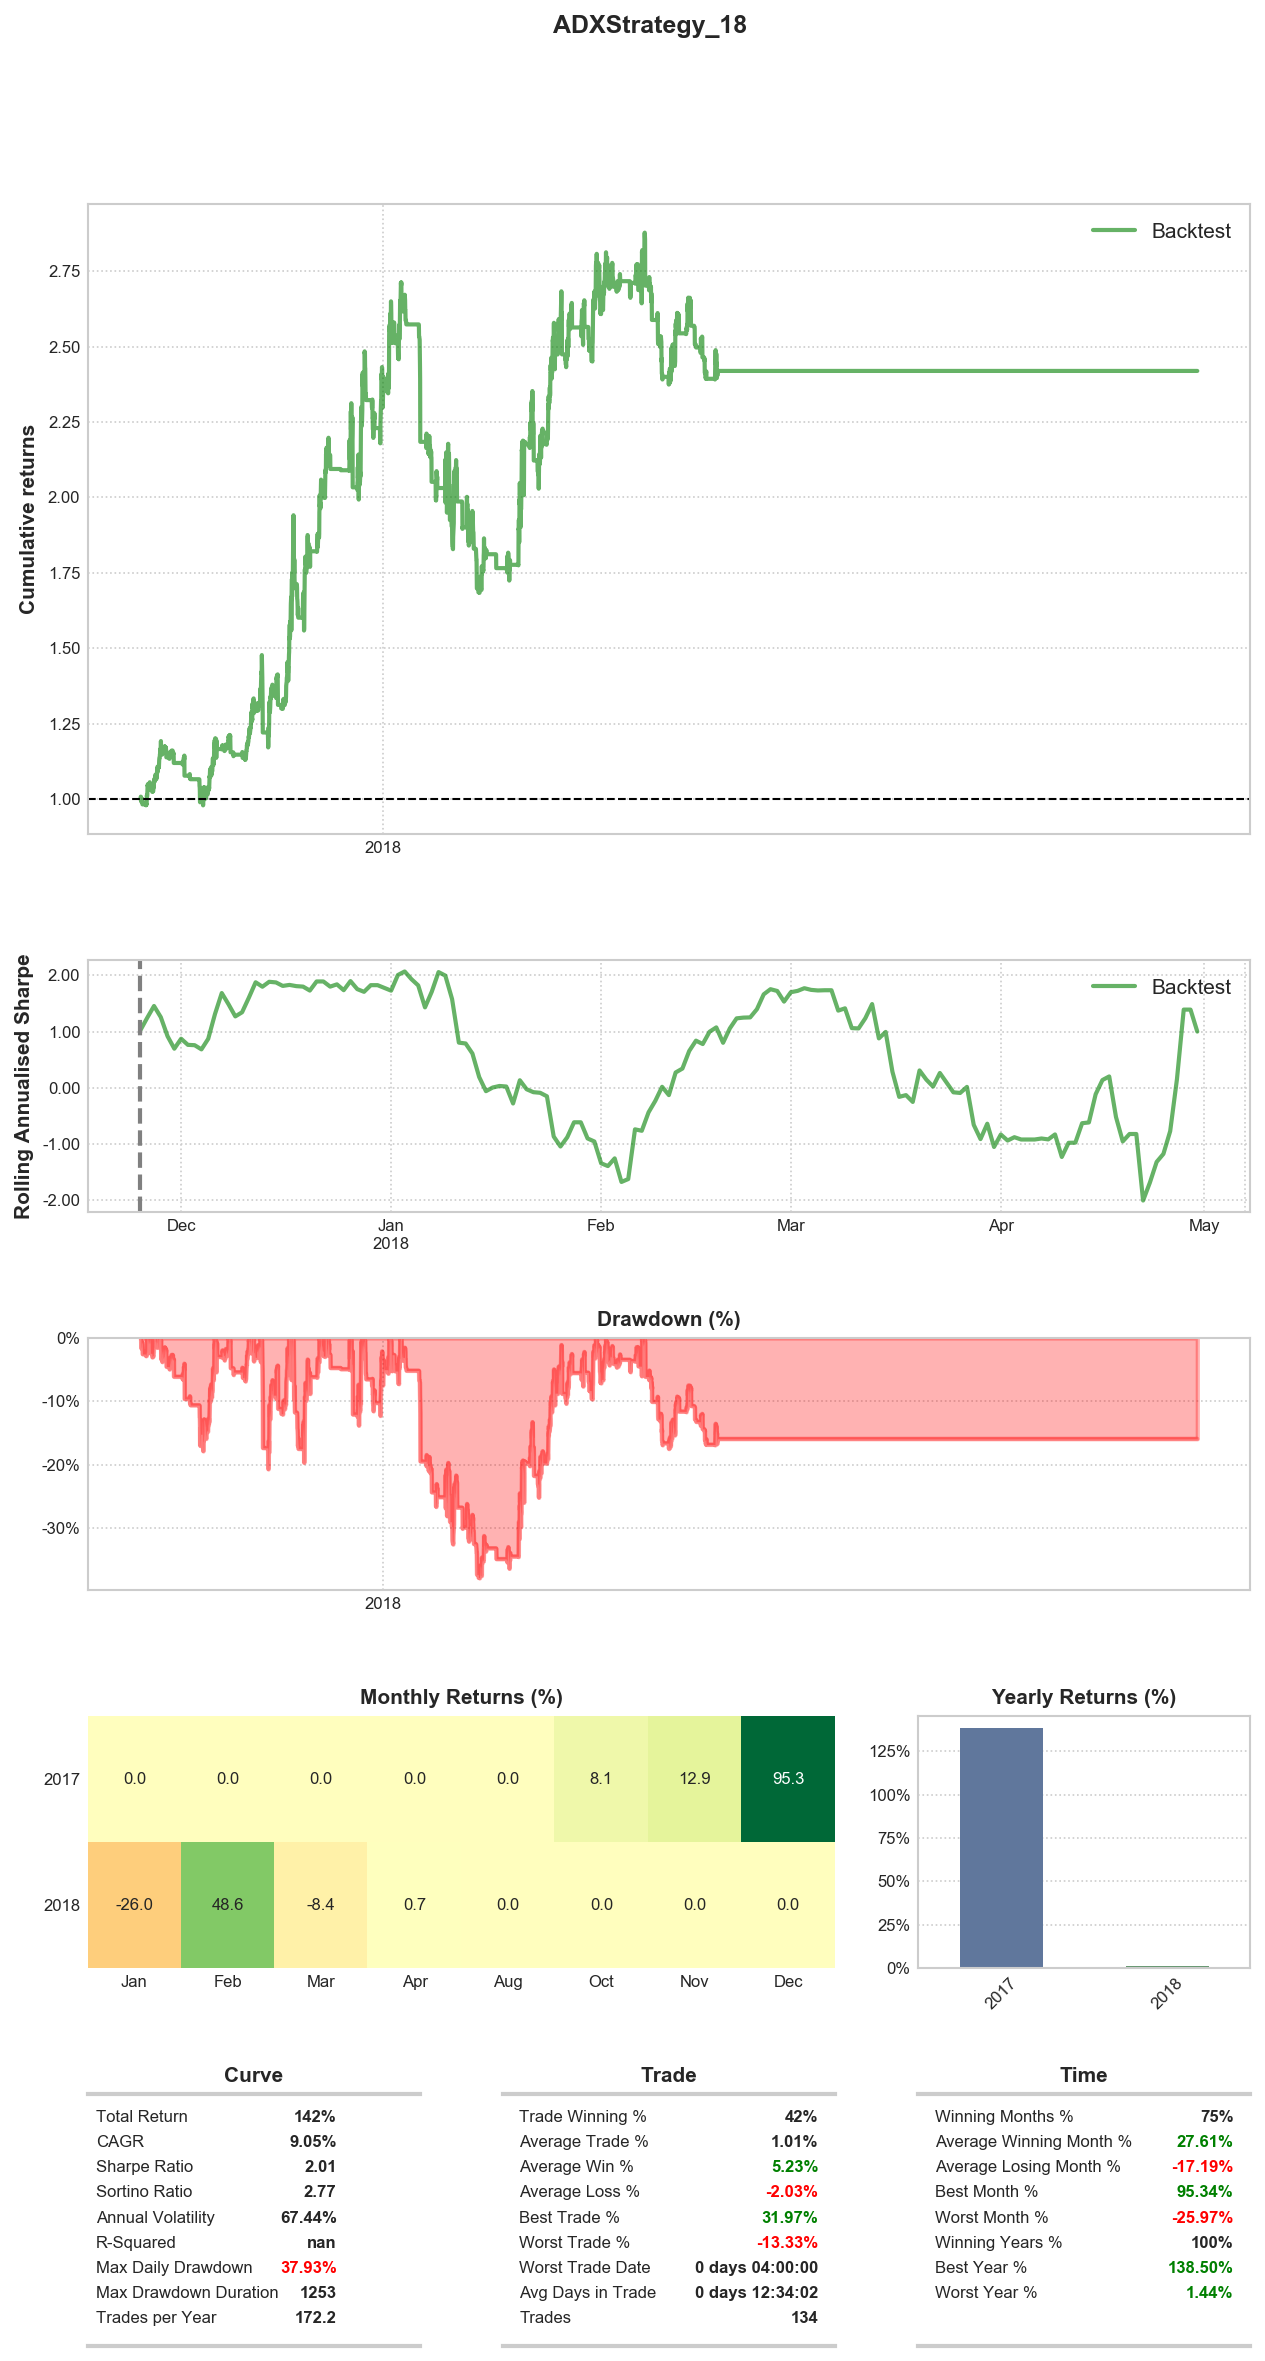 ADXStrategy_18
Backtest
Cumulative returns
2.75
2.50
2.25
2.00
1.75
1.50
1.25
1.00
2018
Backtest
Rolling Annualised Sharpe
2.00
1.00
0.00
-1.00
-2.00
Dec Jan Feb Mar Apr May
2018
Drawdown (%)
0%
-10%
-20%
-30%
2018
Monthly Returns (%)
2017 0.0 0.0 0.0 0.0 0.0 8.1 12.9 95.3
2018 -26.0 48.6 -8.4 0.7 0.0 0.0 0.0 0.0
Jan Feb Mar Apr Aug Oct Nov Dec
Yearly Returns (%)
125%
100%
75%
50%
25%
0%
2017 2018
Curve
Total Return 142%
CAGR 9.05%
Sharpe Ratio 2.01
Sortino Ratio 2.77
Annual Volatility 67.44%
R-Squared nan
Max Daily Drawdown 37.93%
Max Drawdown Duration 1253
Trades per Year 172.2
Trade
Trade Winning % 42%
Average Trade % 1.01%
Average Win % 5.23%
Average Loss % -2.03%
Best Trade % 31.97%
Worst Trade % -13.33%
Worst Trade Date 0 days 04:00:00
Avg Days in Trade 0 days 12:34:02
Trades 134
Time
Winning Months % 75%
Average Winning Month % 27.61%
Average Losing Month % -17.19%
Best Month % 95.34%
Worst Month % -25.97%
Winning Years % 100%
Best Year % 138.50%
Worst Year % 1.44%